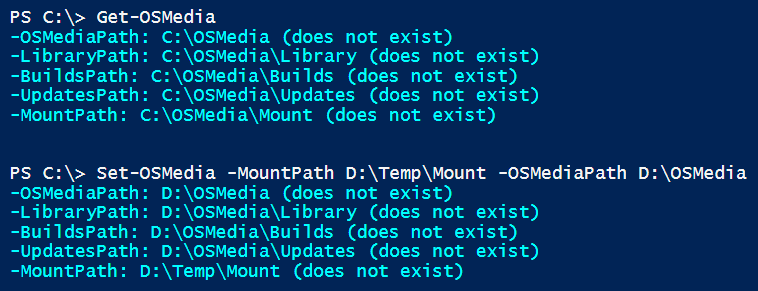 PS C:\> Get-OSMedia
-OSMediaPath: C:\OSMedia (does not exist)
-LibraryPath: C:\OSMedia\Library (does not exist)
-BuildsPath: C:\OSMedia\Builds (does not exist)
-UpdatesPath: C:\OSMedia\Updates (does not exist)
-MountPath: C:\OSMedia\Mount (does not exist)
PS C:\> Set-OSMedia -MountPath D:\Temp\Mount -OSMediaPath D:\OSMedia
-OSMediaPath: D:\OSMedia (does not exist)
-LibraryPath: D:\OSMedia\Library (does not exist)
-BuildsPath: D:\OSMedia\Builds (does not exist)
-UpdatesPath: D:\OSMedia\Updates (does not exist)
-MountPath: D:\Temp\Mount (does not exist)